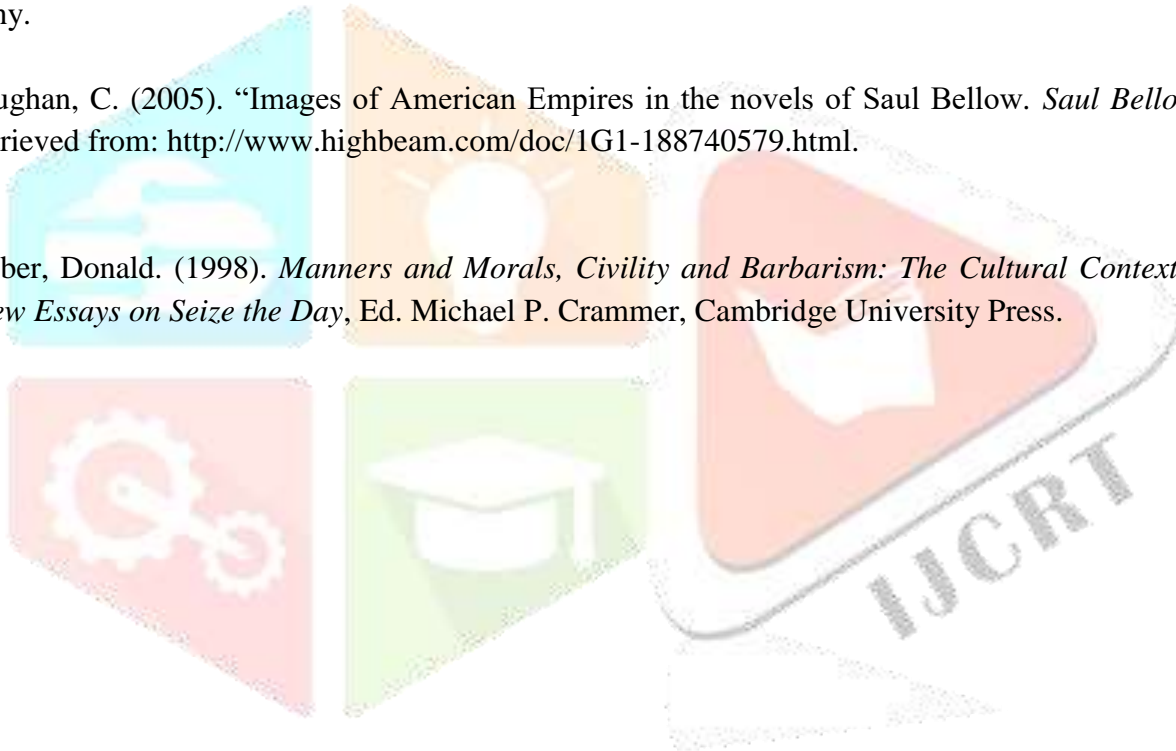 ny.
ughan, C. (2005). “Images of American Empires in the novels of Saul Bellow. Saul Bello
rieved from: http://www.highbeam.com/doc/1G1-188740579.html.
ber, Donald. (1998). Manners and Morals, Civility and Barbarism: The Cultural Context
ew Essays on Seize the Day, Ed. Michael P. Crammer, Cambridge University Press.
IJCRT